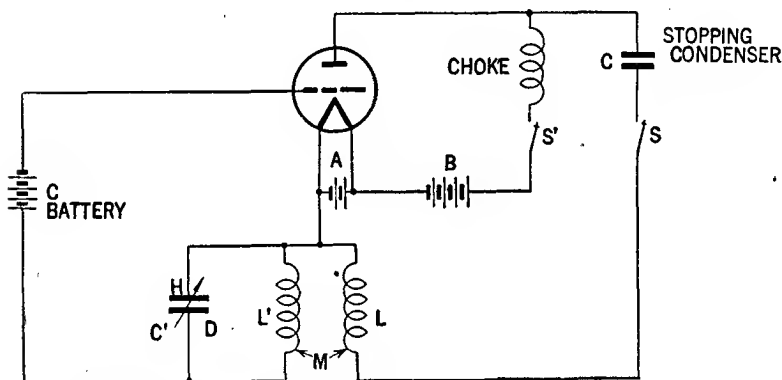 STOPPING
CONDENSER
CHOKE
C
S'
S
A
B
C
BATTERY
H
C'
D
L'
L
M